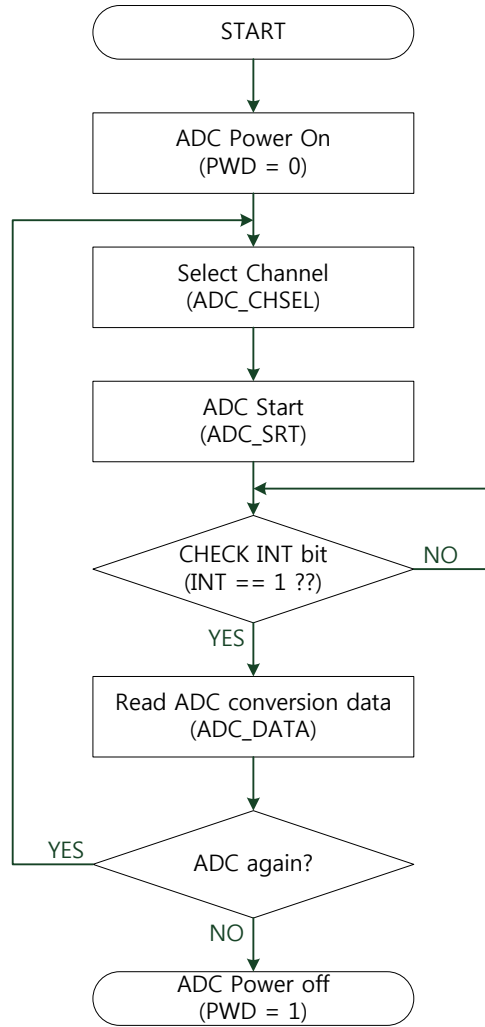 START
ADC Power On
(PWD = 0)
Select Channel
(ADC_CHSEL)
ADC Start
(ADC_SRT)
CHECK INT bit
(INT == 1 ??)
NO
YES
Read ADC conversion data
(ADC_DATA)
YES
ADC again?
NO
ADC Power off
(PWD = 1)